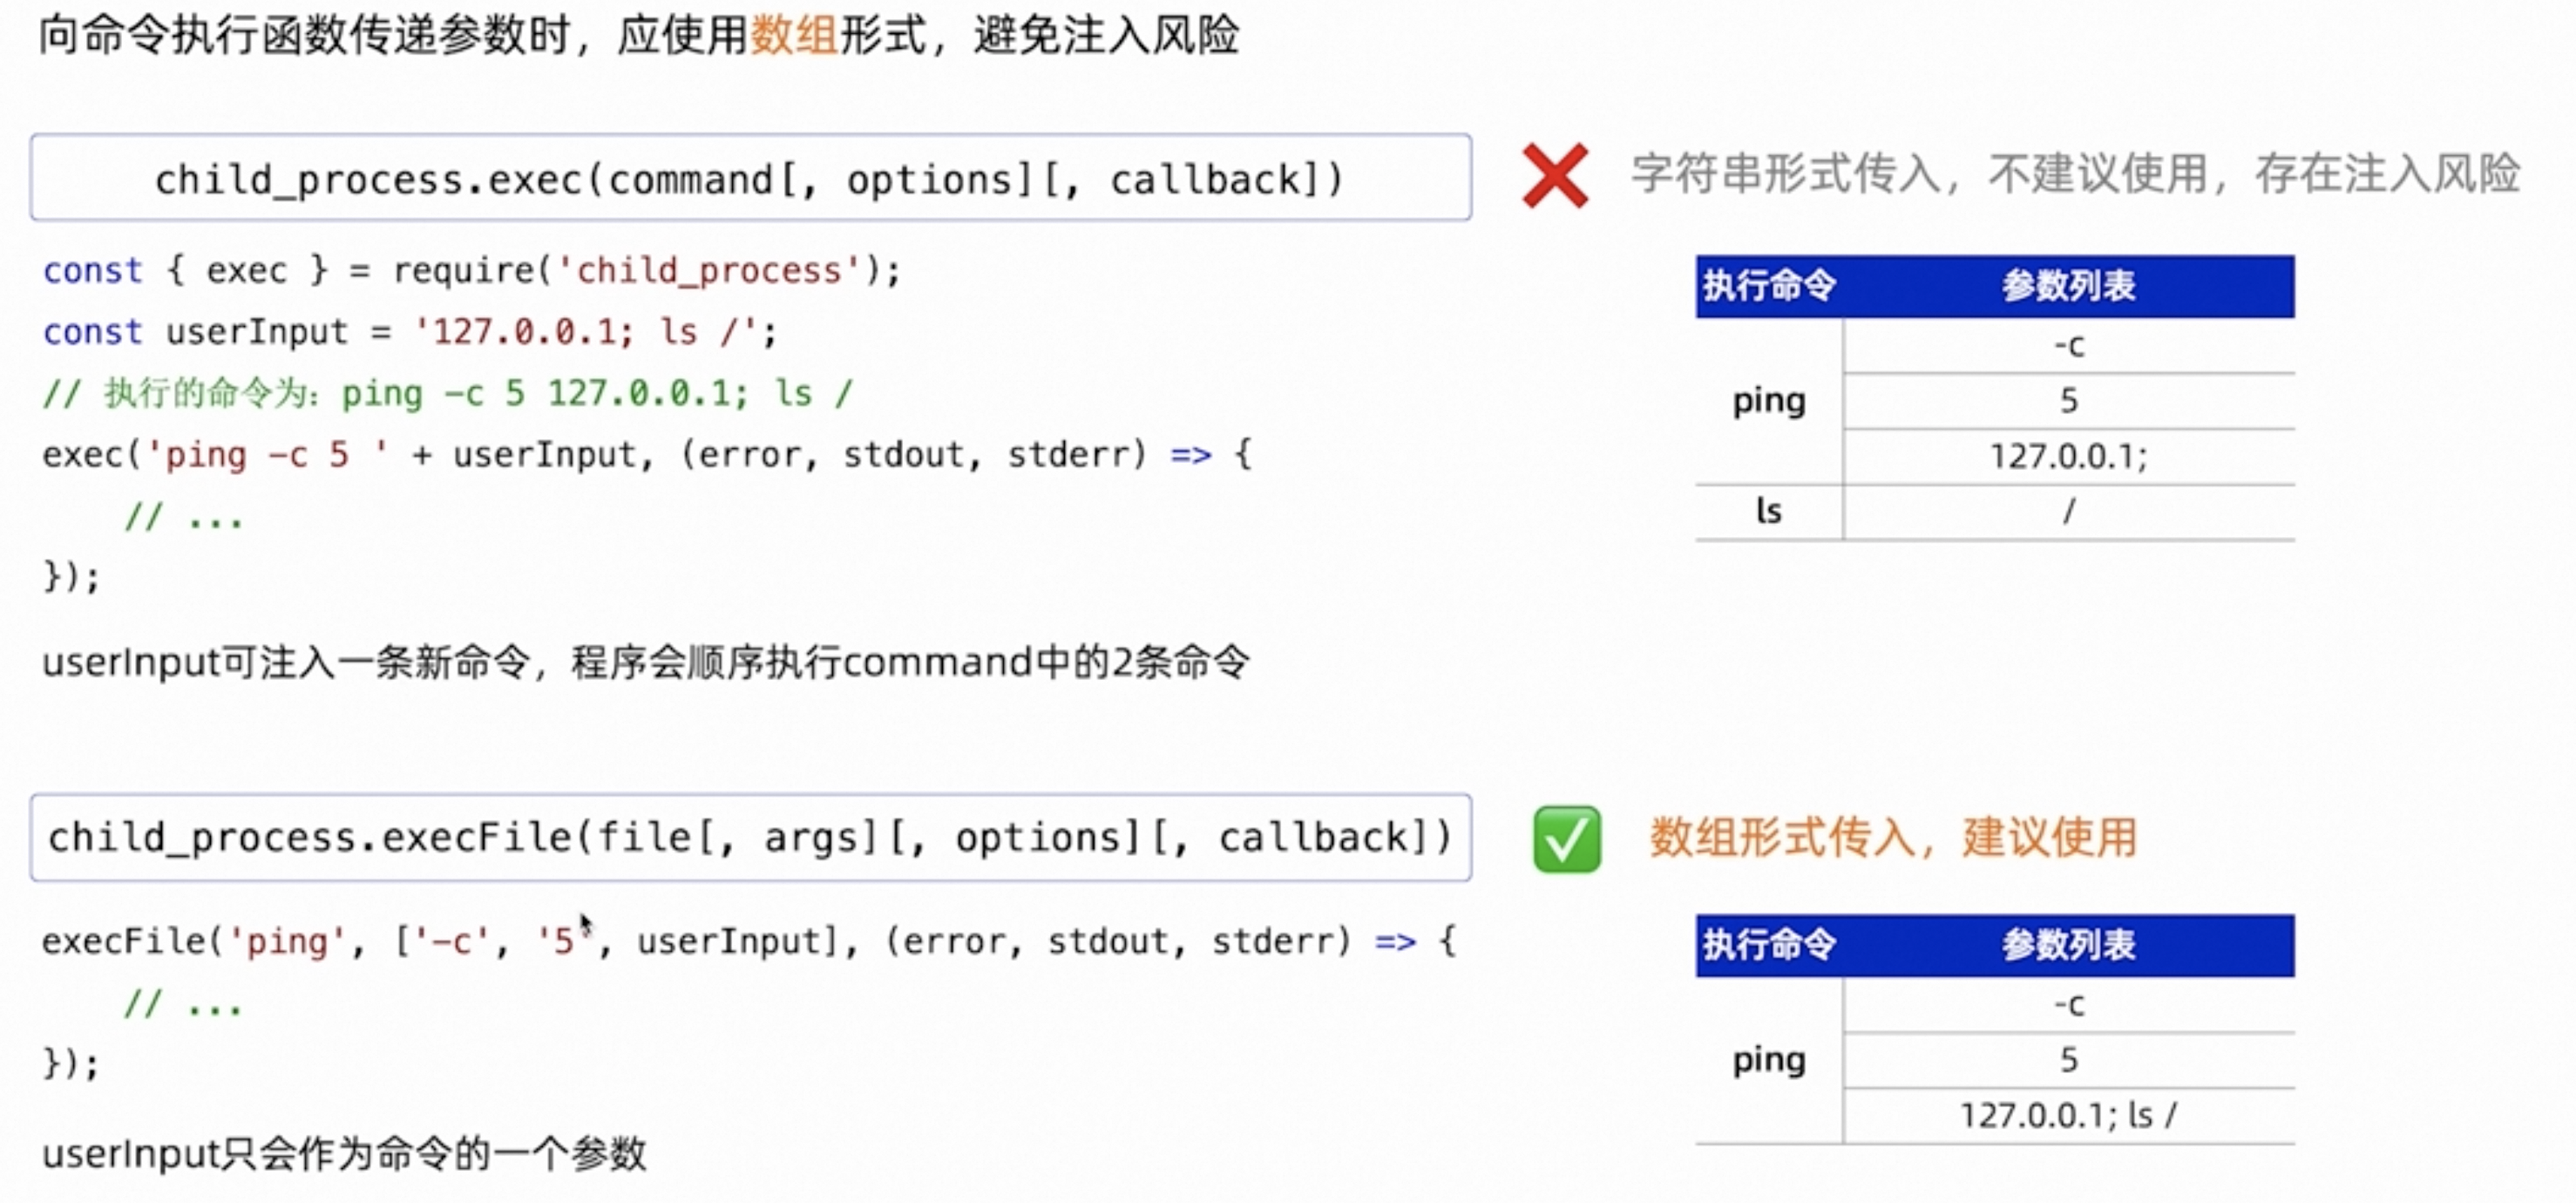 向命令执行函数传递参数时，应使用数组形式，避免注入风险
child_process.exec(command[, options][, callback])
字符串形式传入，不建议使用，存在注入风险
const { exec } = require('child_process');
const userInput = '127.0.0.1; ls /';
// 执行的命令为：ping -c 5 127.0.0.1; ls /
exec('ping -c 5 ' + userInput, (error, stdout, stderr) => {
// ...
});
执行命令 参数列表
-c
ping 5
127.0.0.1;
ls /
userInput可注入一条新命令，程序会顺序执行command中的2条命令
child_process.execFile(file[, args][, options][, callback])
数组形式传入，建议使用
execFile('ping', ['-c', '5', userInput], (error, stdout, stderr) => {
// ...
});
执行命令 参数列表
-c
ping 5
127.0.0.1; ls /
userInput只会作为命令的一个参数